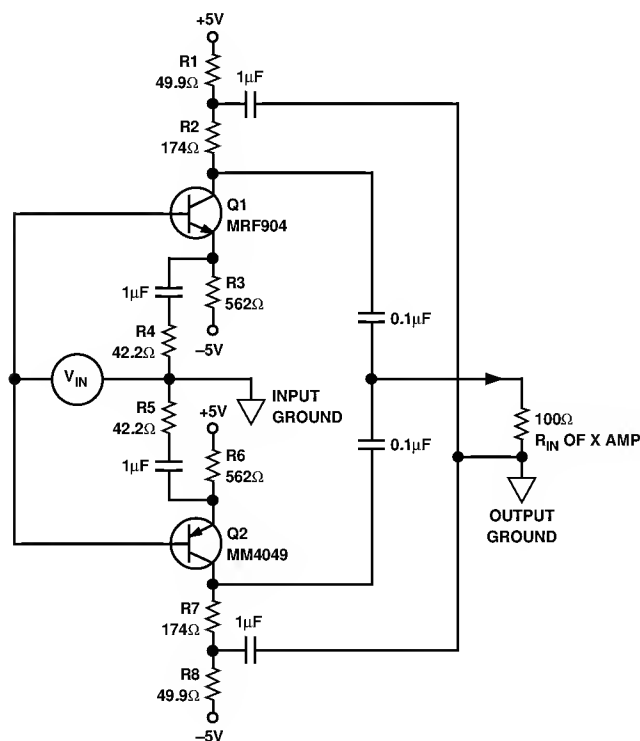 +5V
R1
49.9Ω
1µF
R2
174Ω
Q1
MRF904
1µF
R3
562Ω
–5V
R4
42.2Ω
0.1µF
VIN
INPUT
GROUND
R5
42.2Ω
+5V
100Ω
RIN OF X AMP
1µF
R6
562Ω
0.1µF
OUTPUT
GROUND
Q2
MM4049
R7
174Ω
1µF
R8
49.9Ω
–5V